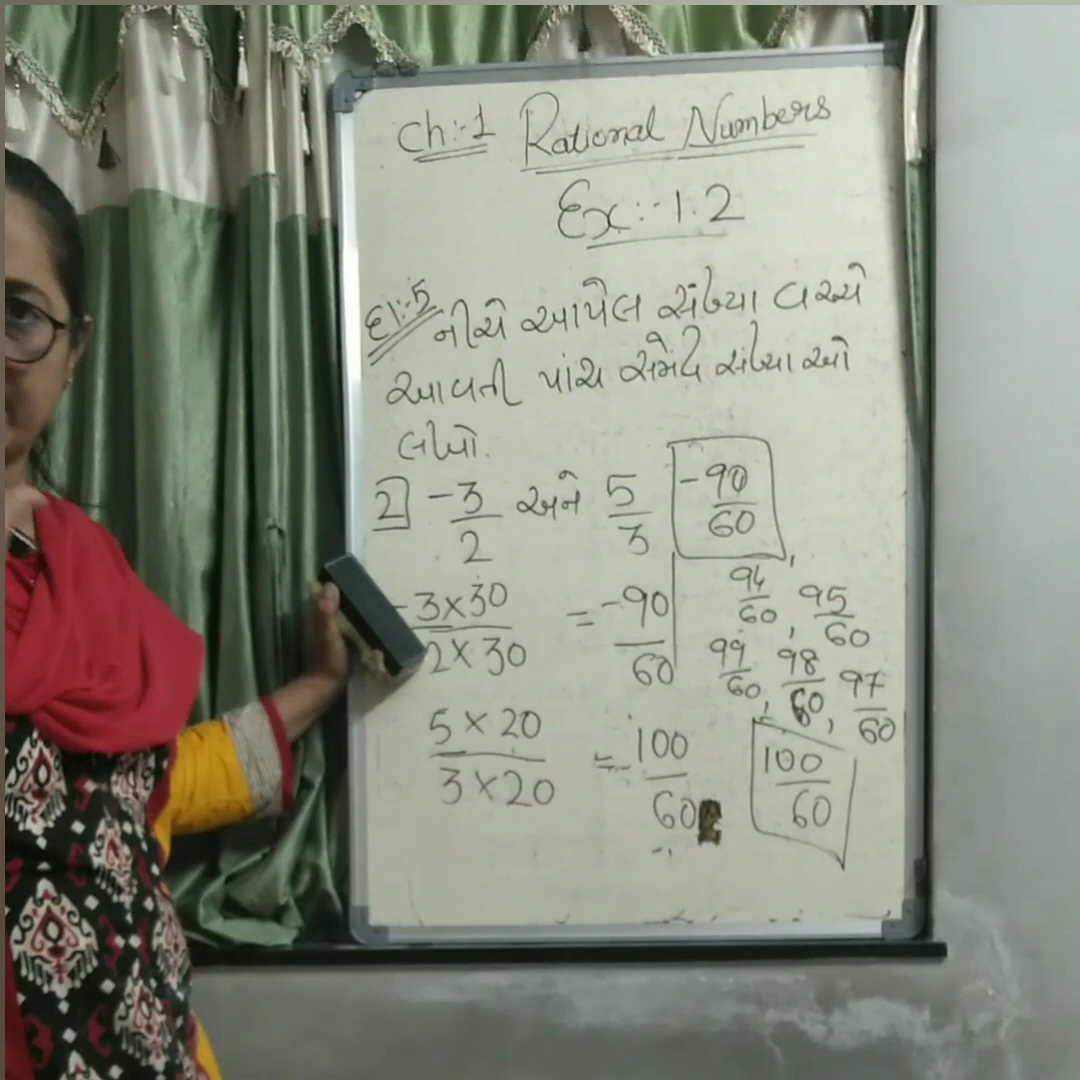 Ch:-1 Rational Numbers
Ex:-1.2
દા:-5 નીચે આપેલ સંખ્યા વચ્ચે
આવતી પાંચ સંમેય સંખ્યાઓ
લખો.
2 -3/2 અને 5/3 -90/60
-3×30/2×30 = -90/60
94/60, 95/60
99/60, 98/60, 97/60
5×20/3×20 = 100/60 100/60